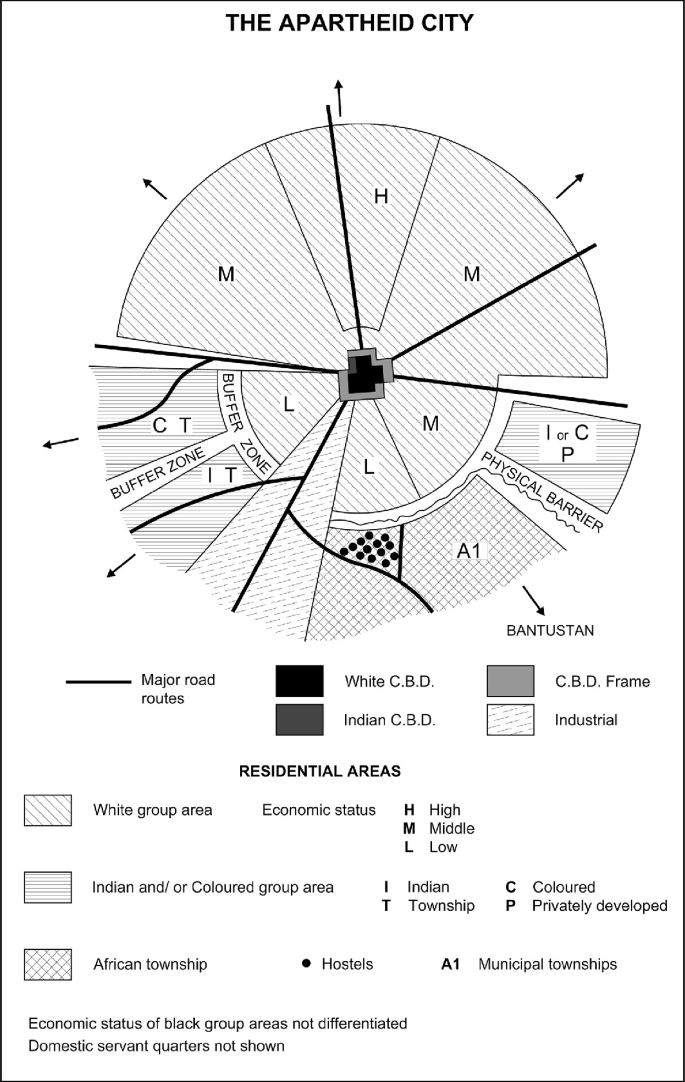 THE APARTHEID CITY
H
M
M
BUFFER ZONE
L
M
C T
I or C
P
BUFFER ZONE
I T
L
PHYSICAL BARRIER
A1
BANTUSTAN
Major road
routes
White C.B.D.
C.B.D. Frame
Indian C.B.D.
Industrial
RESIDENTIAL AREAS
White group area
Economic status
H High
M Middle
L Low
Indian and/ or Coloured group area
I Indian
C Coloured
T Township
P Privately developed
African township
Hostels
A1 Municipal townships
Economic status of black group areas not differentiated
Domestic servant quarters not shown